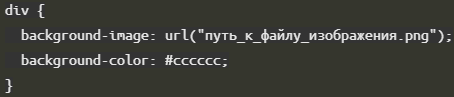 div {
  background-image: url("путь_к_файлу_изображения.png");
  background-color: #cccccc;
}